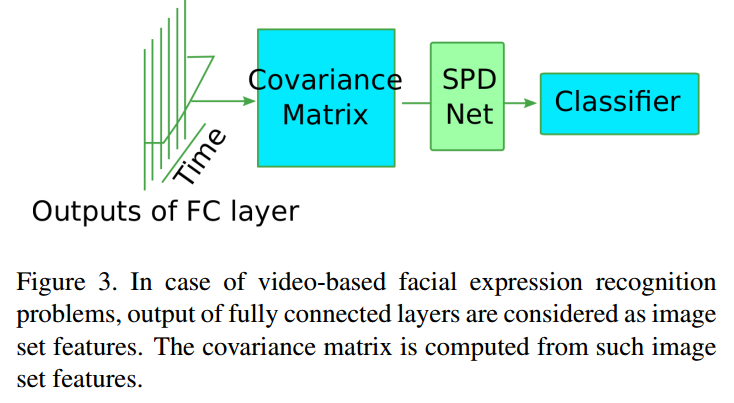 Covariance
Matrix
SPD
Net
Classifier
Time
Outputs of FC layer
Figure 3. In case of video-based facial expression recognition
problems, output of fully connected layers are considered as image
set features. The covariance matrix is computed from such image
set features.